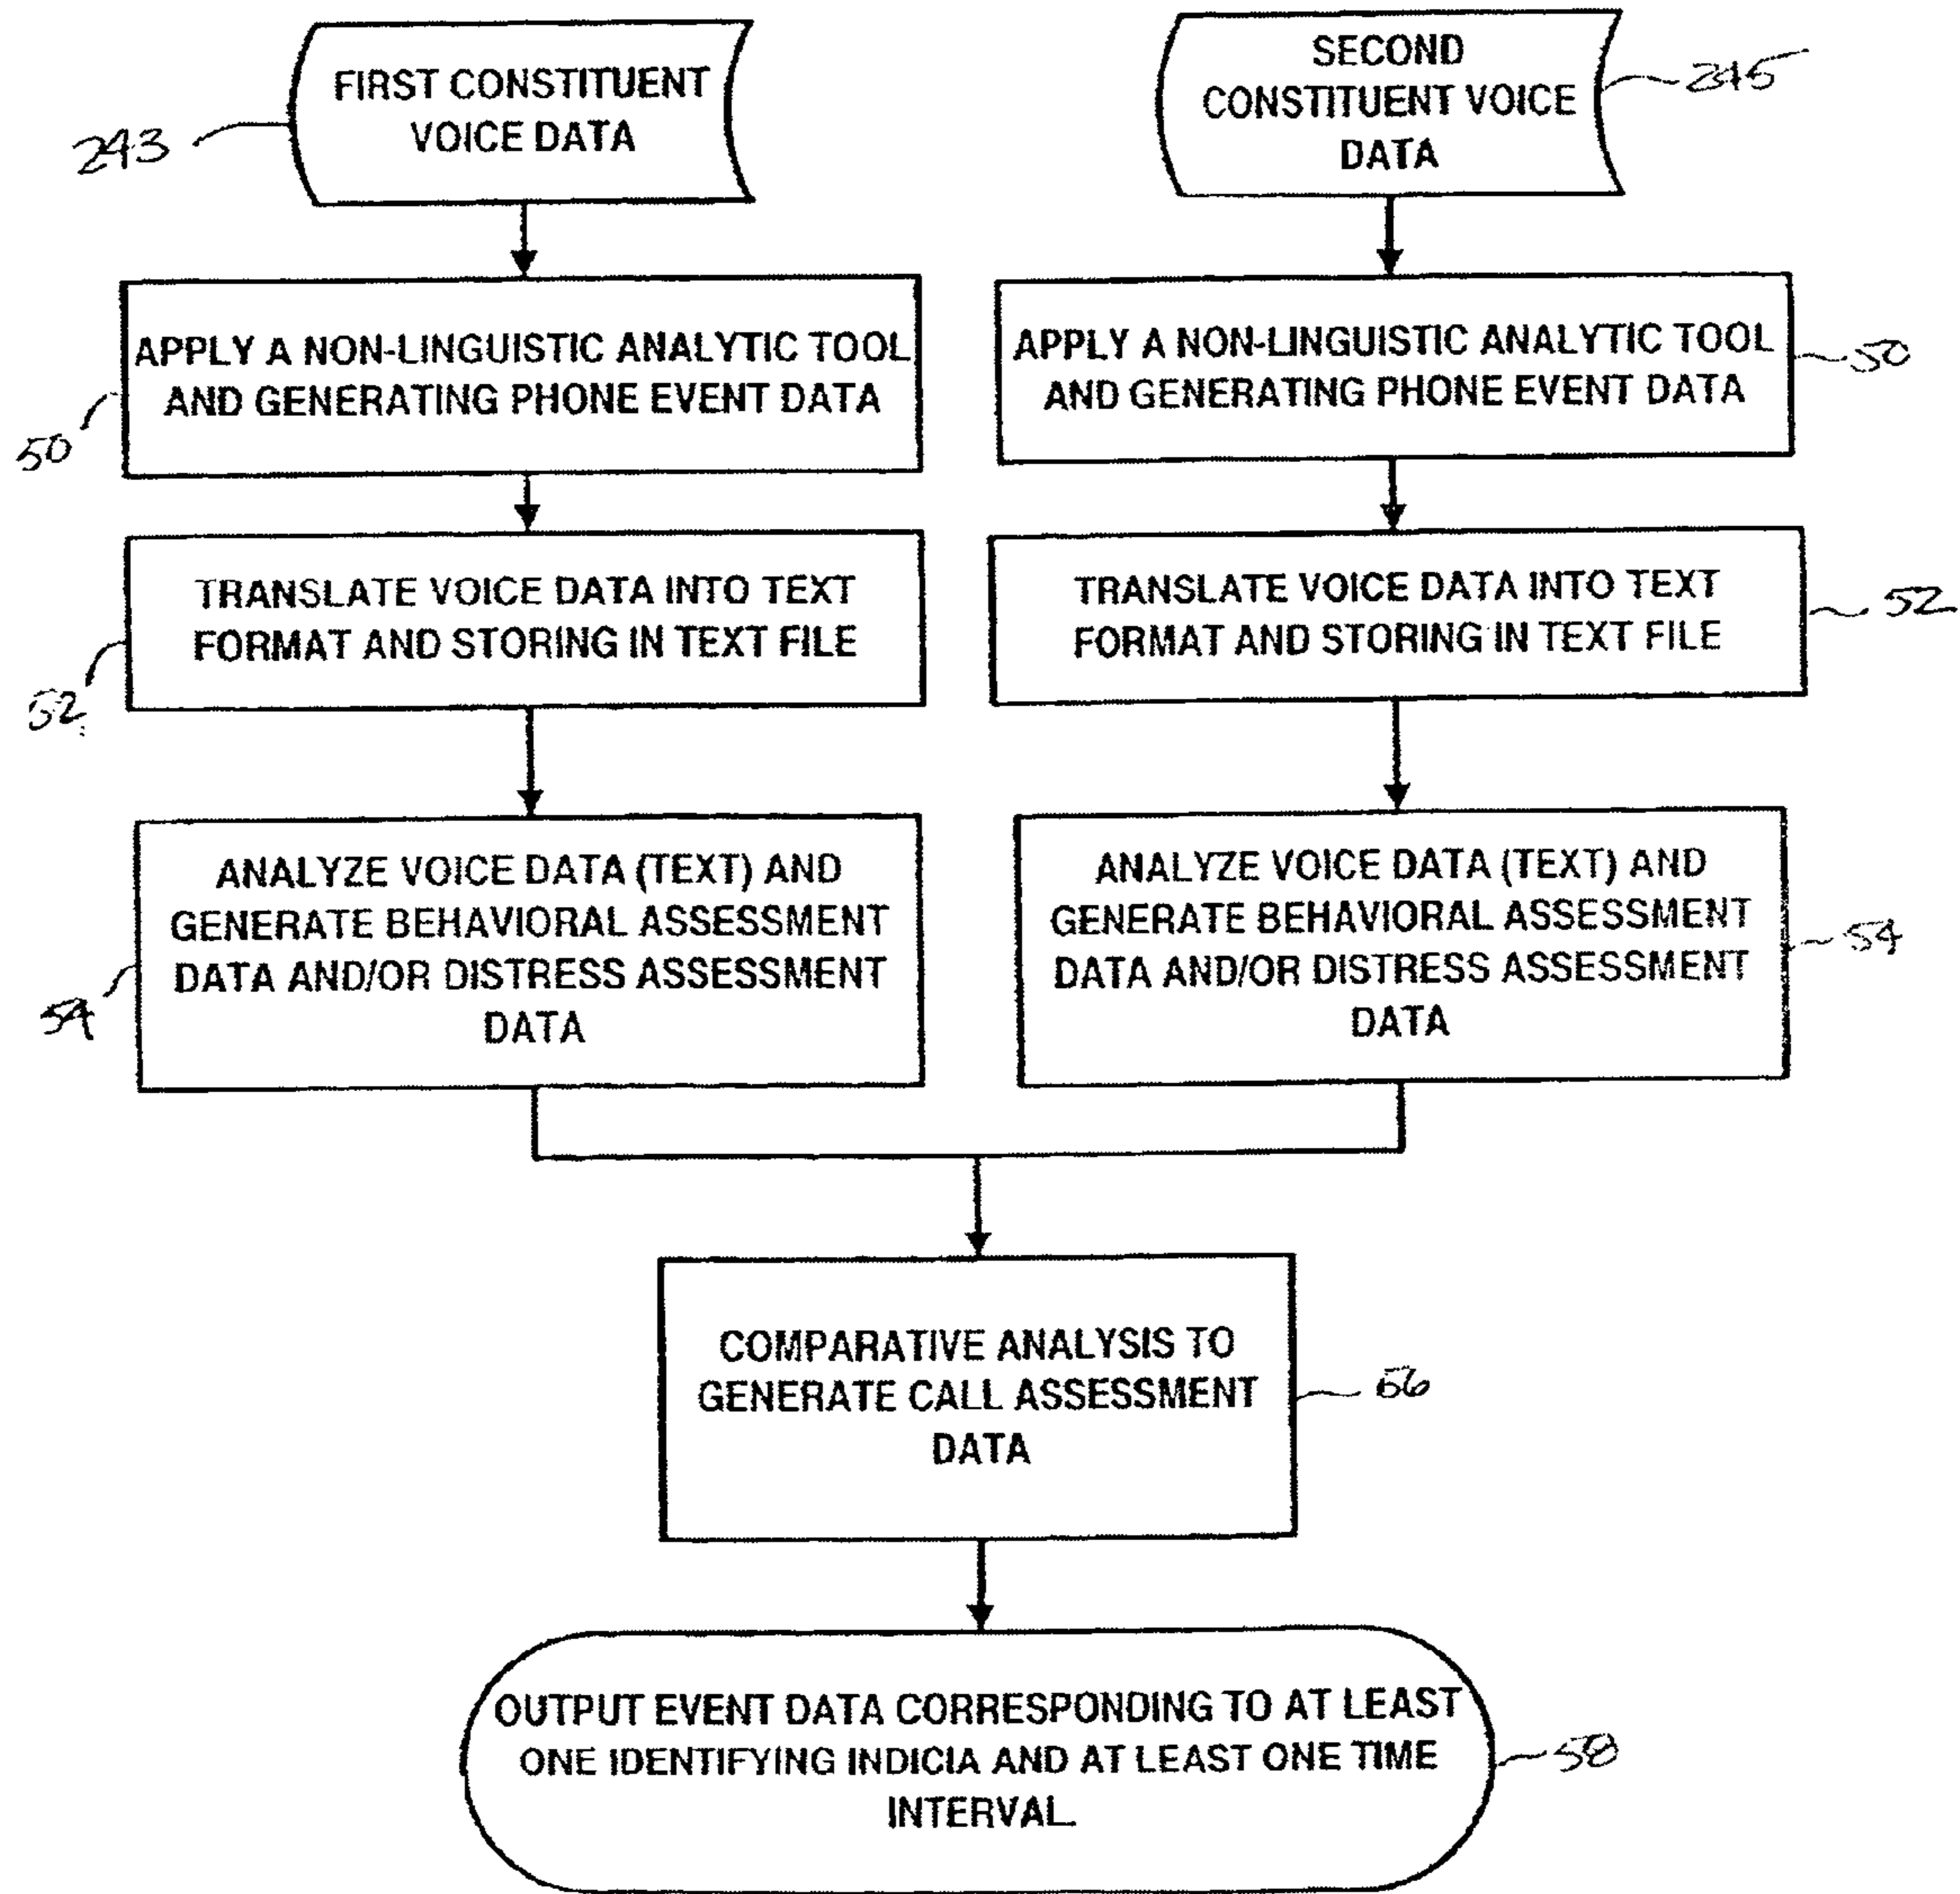 FIRST CONSTITUENT
VOICE DATA
243
SECOND
CONSTITUENT VOICE
DATA
245
APPLY A NON-LINGUISTIC ANALYTIC TOOL
AND GENERATING PHONE EVENT DATA
50
APPLY A NON-LINGUISTIC ANALYTIC TOOL
AND GENERATING PHONE EVENT DATA
50
TRANSLATE VOICE DATA INTO TEXT
FORMAT AND STORING IN TEXT FILE
52
TRANSLATE VOICE DATA INTO TEXT
FORMAT AND STORING IN TEXT FILE
52
ANALYZE VOICE DATA (TEXT) AND
GENERATE BEHAVIORAL ASSESSMENT
DATA AND/OR DISTRESS ASSESSMENT
DATA
54
ANALYZE VOICE DATA (TEXT) AND
GENERATE BEHAVIORAL ASSESSMENT
DATA AND/OR DISTRESS ASSESSMENT
DATA
54
COMPARATIVE ANALYSIS TO
GENERATE CALL ASSESSMENT
DATA
56
OUTPUT EVENT DATA CORRESPONDING TO AT LEAST
ONE IDENTIFYING INDICIA AND AT LEAST ONE TIME
INTERVAL.
58